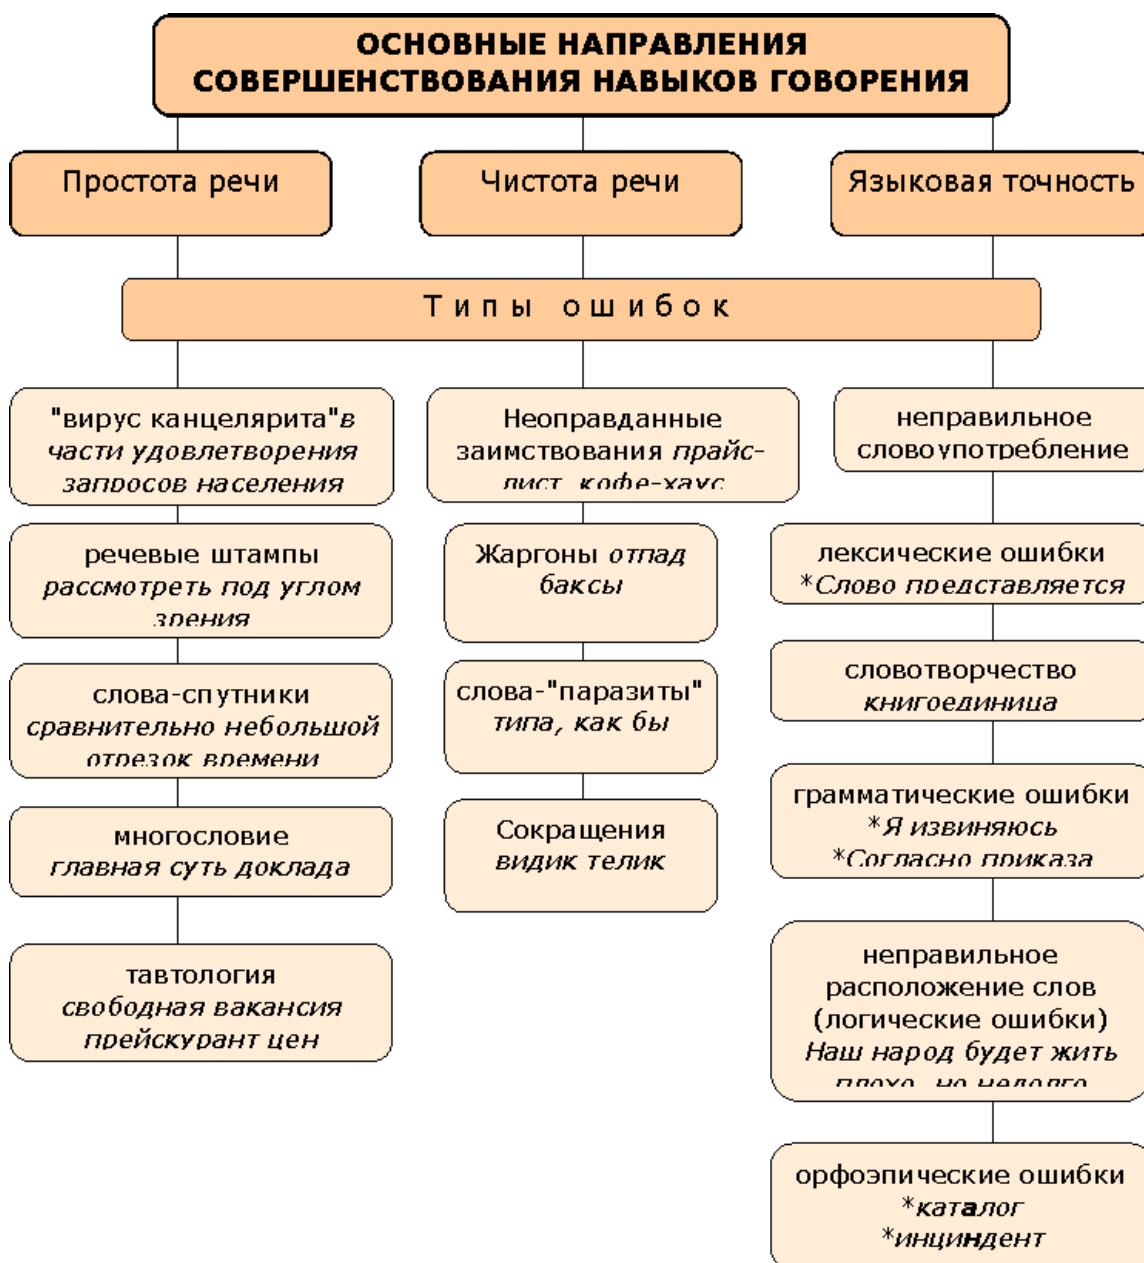 ОСНОВНЫЕ НАПРАВЛЕНИЯ
СОВЕРШЕНСТВОВАНИЯ НАВЫКОВ ГОВОРЕНИЯ
Простота речи
Чистота речи
Языковая точность
Типы ошибок
"вирус канцелярита"в
части удовлетворения
запросов населения
речевые штампы
рассмотреть под углом
зрения
слова-спутники
сравнительно небольшой
отрезок времени
многословие
главная суть доклада
тавтология
свободная вакансия
прейскурант цен
Неоправданные
заимствования прайс-
лист, кофе-хаус
Жаргоны отпад
баксы
слова-"паразиты"
типа, как бы
Сокращения
видик телик
неправильное
словоупотребление
лексические ошибки
*Слово представляется
словотворчество
книгоединица
грамматические ошибки
*Я извиняюсь
*Согласно приказа
неправильное
расположение слов
(логические ошибки)
Наш народ будет жить
плохо, но недолго
орфоэпические ошибки
*каталог
*инциндент